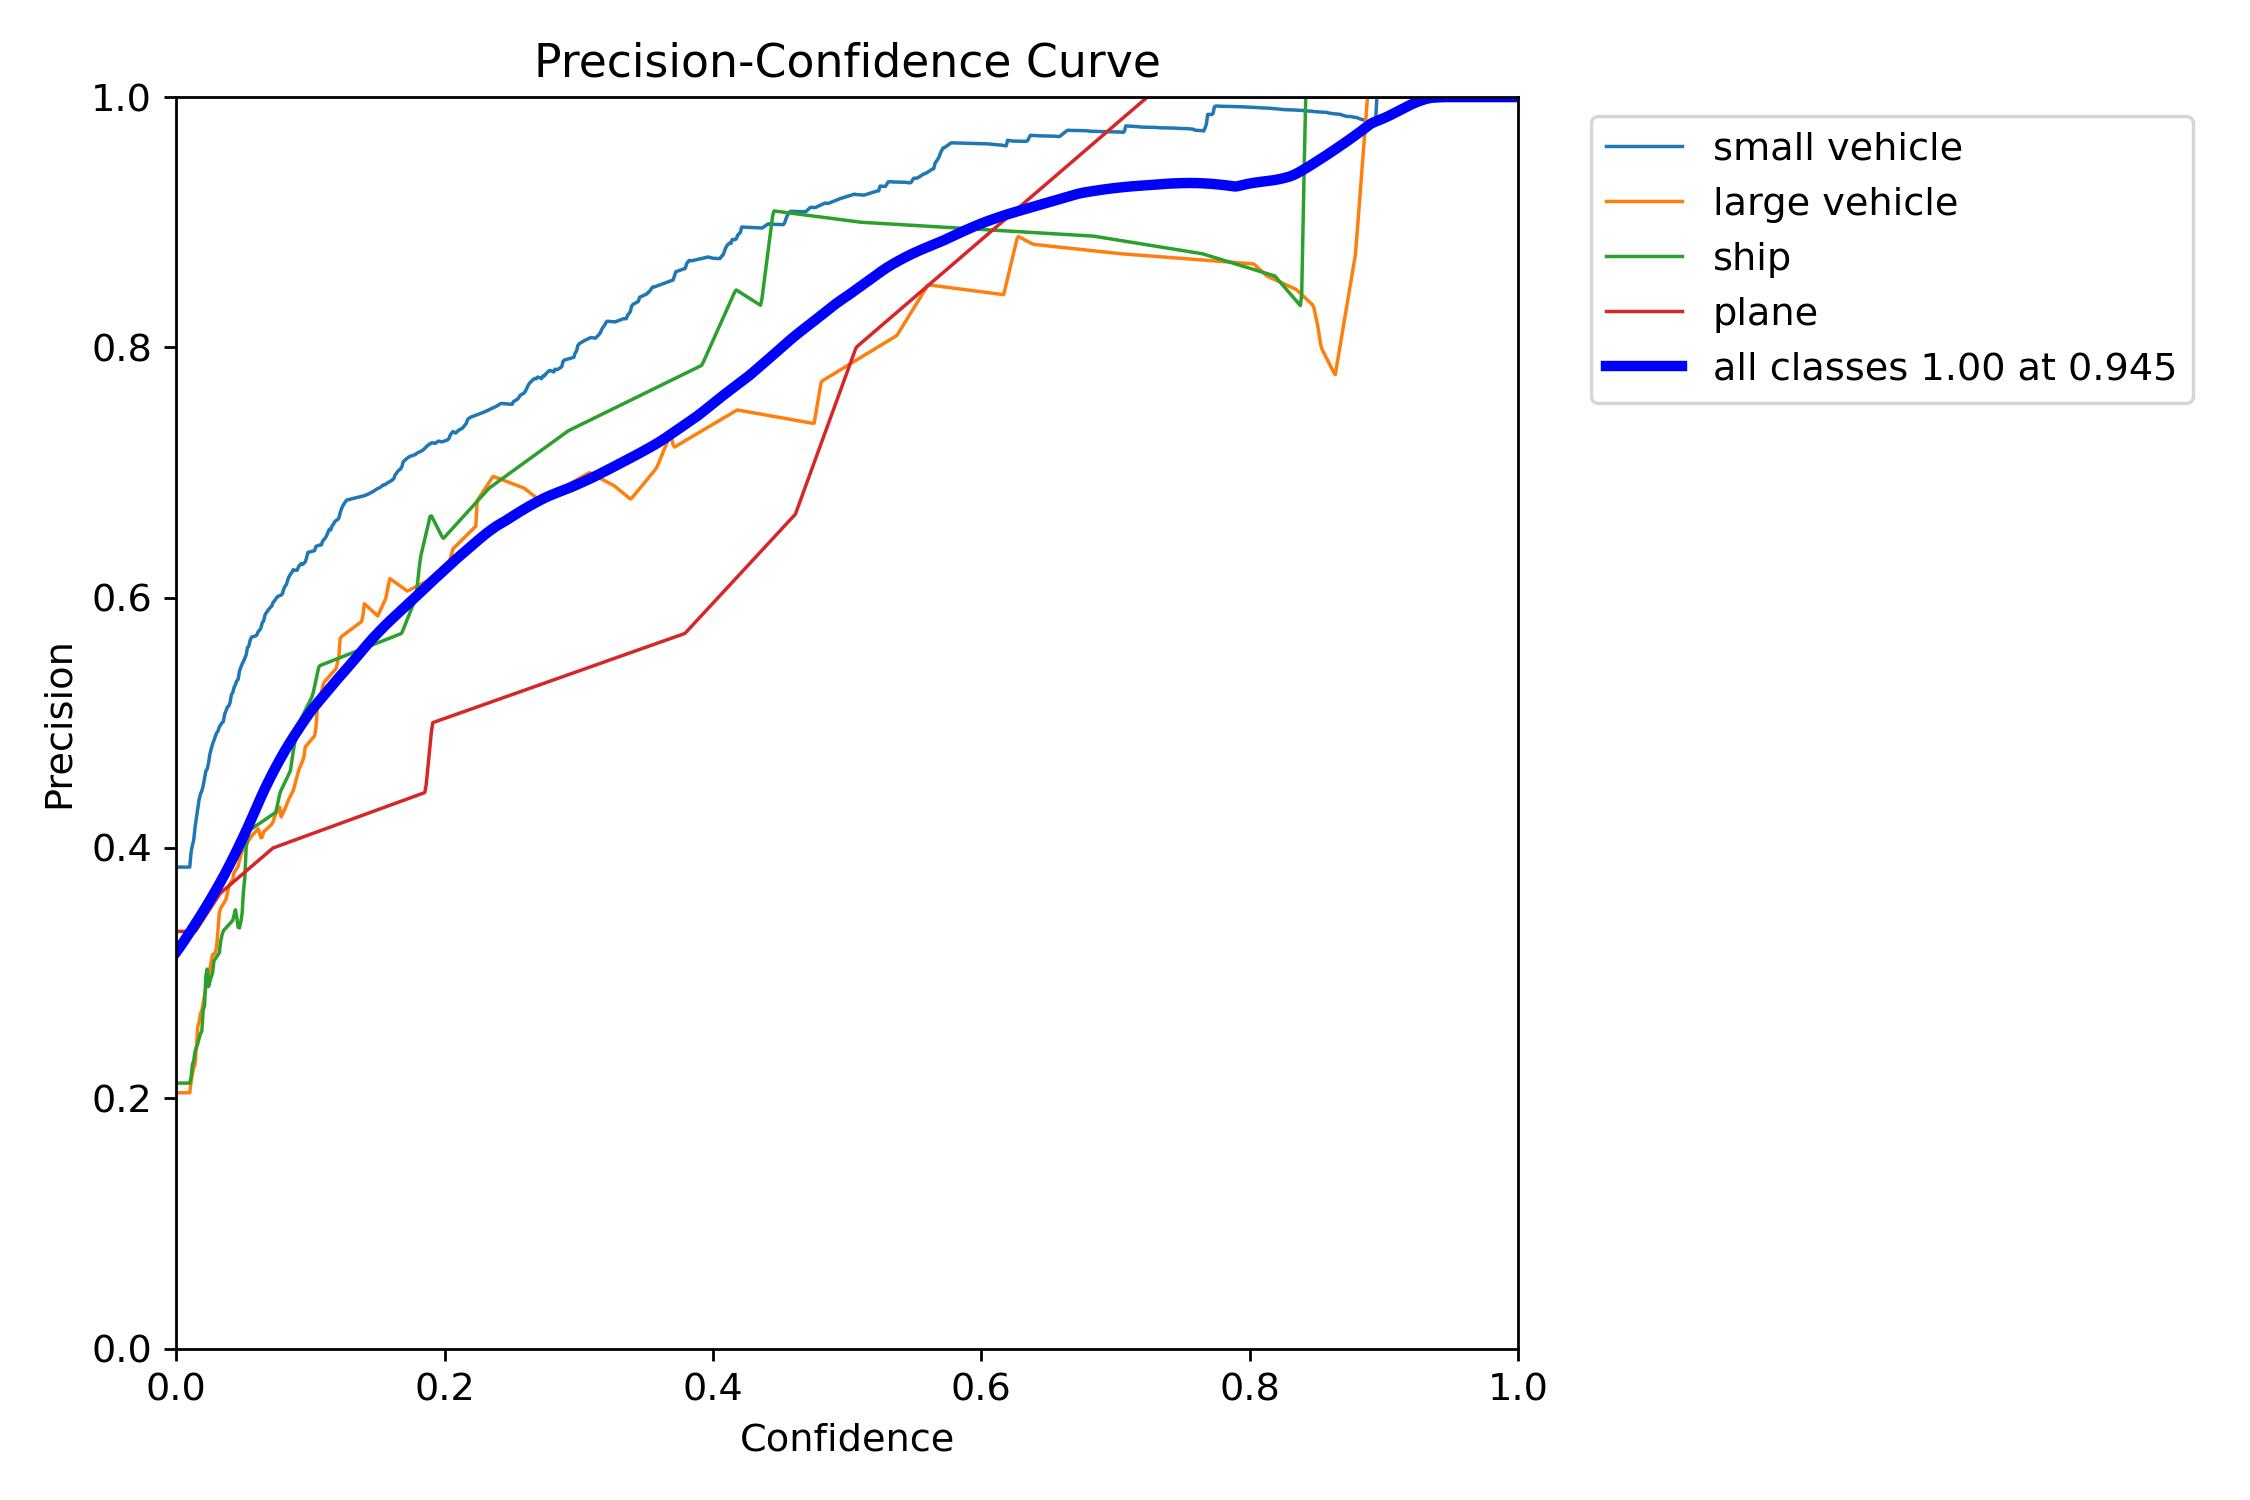 Precision-Confidence Curve
1.0
0.8
0.6
0.4
0.2
0.0
Precision
0.0 0.2 0.4 0.6 0.8 1.0
Confidence
small vehicle
large vehicle
ship
plane
all classes 1.00 at 0.945